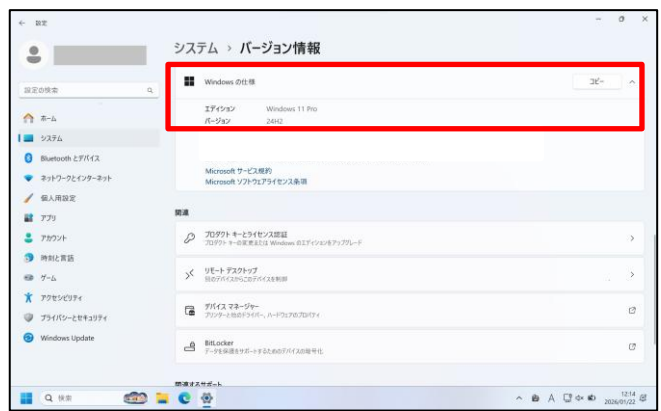 ← 設定
システム › バージョン情報
設定の検索
Windows の仕様
コピー
エディション Windows 11 Pro
バージョン 24H2
ホーム
システム
Bluetooth とデバイス
ネットワークとインターネット
個人用設定
アプリ
アカウント
時刻と言語
ゲーム
アクセシビリティ
プライバシーとセキュリティ
Windows Update
Microsoft サービス規約
Microsoft ソフトウェアライセンス条項
関連
プロダクト キーとライセンス認証
プロダクト キーの変更または Windows のエディションをアップグレード
リモート デスクトップ
別のデバイスからこのデバイスを制御
デバイス マネージャー
プリンターと他のドライバー、ハードウェアのプロパティ
BitLocker
データを保護をサポートするためのデバイスの暗号化
関連するサポート
検索
A
12:14
2026/01/22